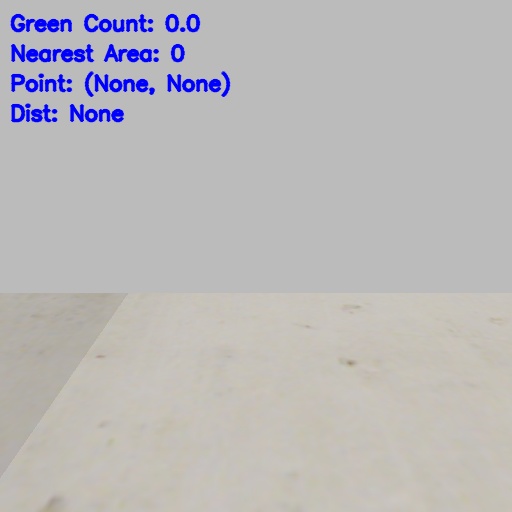 Green Count: 0.0
Nearest Area: 0
Point: (None, None)
Dist: None